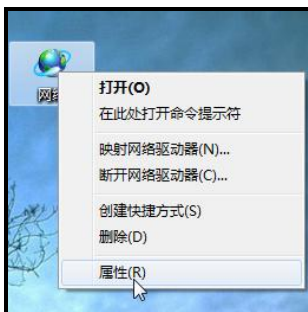 网络
打开(O)
在此处打开命令提示符
映射网络驱动器(N)...
断开网络驱动器(C)...
创建快捷方式(S)
删除(D)
属性(R)